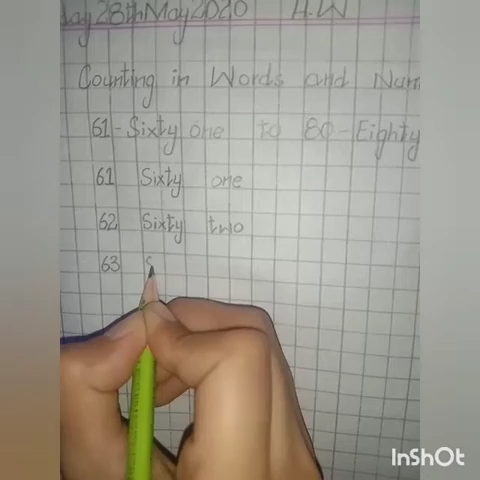 28th May 2020 H.W
Counting in Words and
61-Sixty one to 80-Eighty
61 Sixty one
62 Sixty two
63 S
InShOt